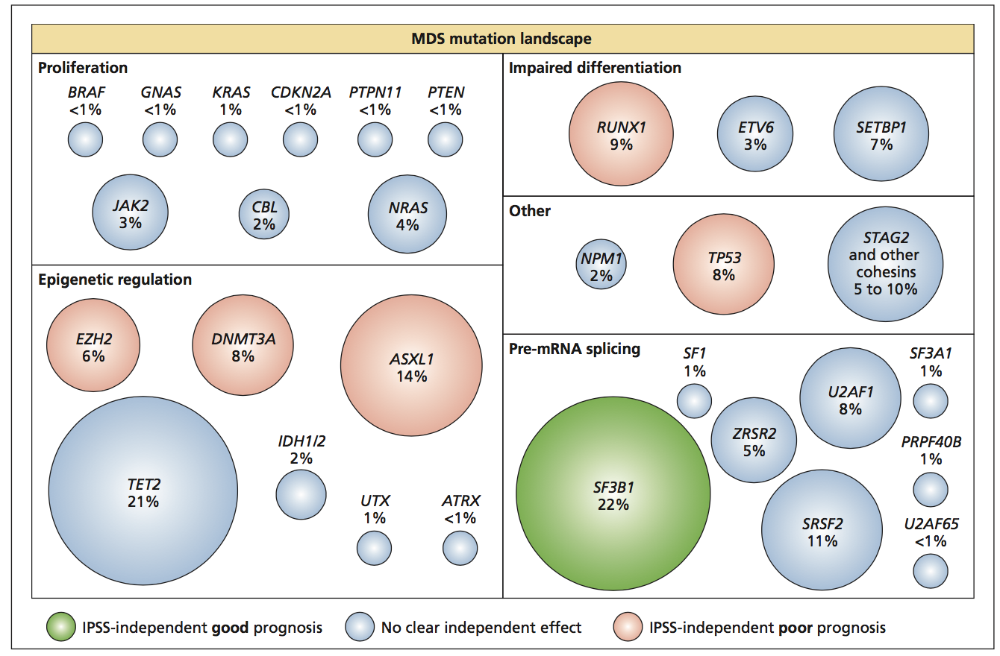 MDS mutation landscape
Proliferation
BRAF
<1%
GNAS
<1%
KRAS
1%
CDKN2A
<1%
PTPN11
<1%
PTEN
<1%
JAK2
3%
CBL
2%
NRAS
4%
Epigenetic regulation
EZH2
6%
DNMT3A
8%
ASXL1
14%
TET2
21%
IDH1/2
2%
UTX
1%
ATRX
<1%
Impaired differentiation
RUNX1
9%
ETV6
3%
SETBP1
7%
Other
NPM1
2%
TP53
8%
STAG2
and other
cohesins
5 to 10%
Pre-mRNA splicing
SF1
1%
U2AF1
8%
SF3A1
1%
ZRSR2
5%
PRPF40B
1%
SF3B1
22%
SRSF2
11%
U2AF65
<1%
IPSS-independent good prognosis
No clear independent effect
IPSS-independent poor prognosis